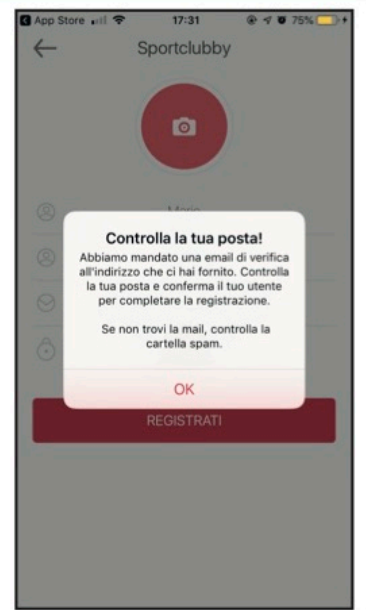 App Store 17:31 75%
Sportclubby
Mario
Controlla la tua posta!
Abbiamo mandato una email di verifica
all'indirizzo che ci hai fornito. Controlla
la tua posta e conferma il tuo utente
per completare la registrazione.
Se non trovi la mail, controlla la
cartella spam.
OK
REGISTRATI